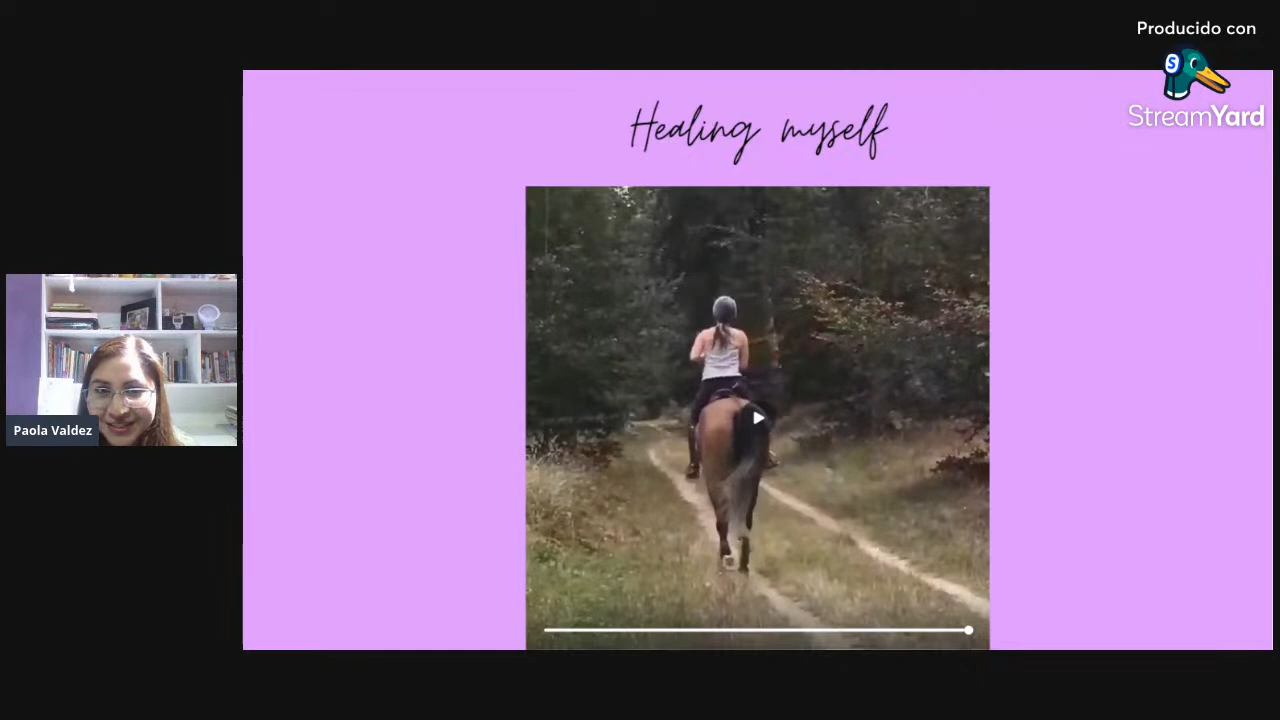 Producido con
S
StreamYard
Healing myself
Paola Valdez